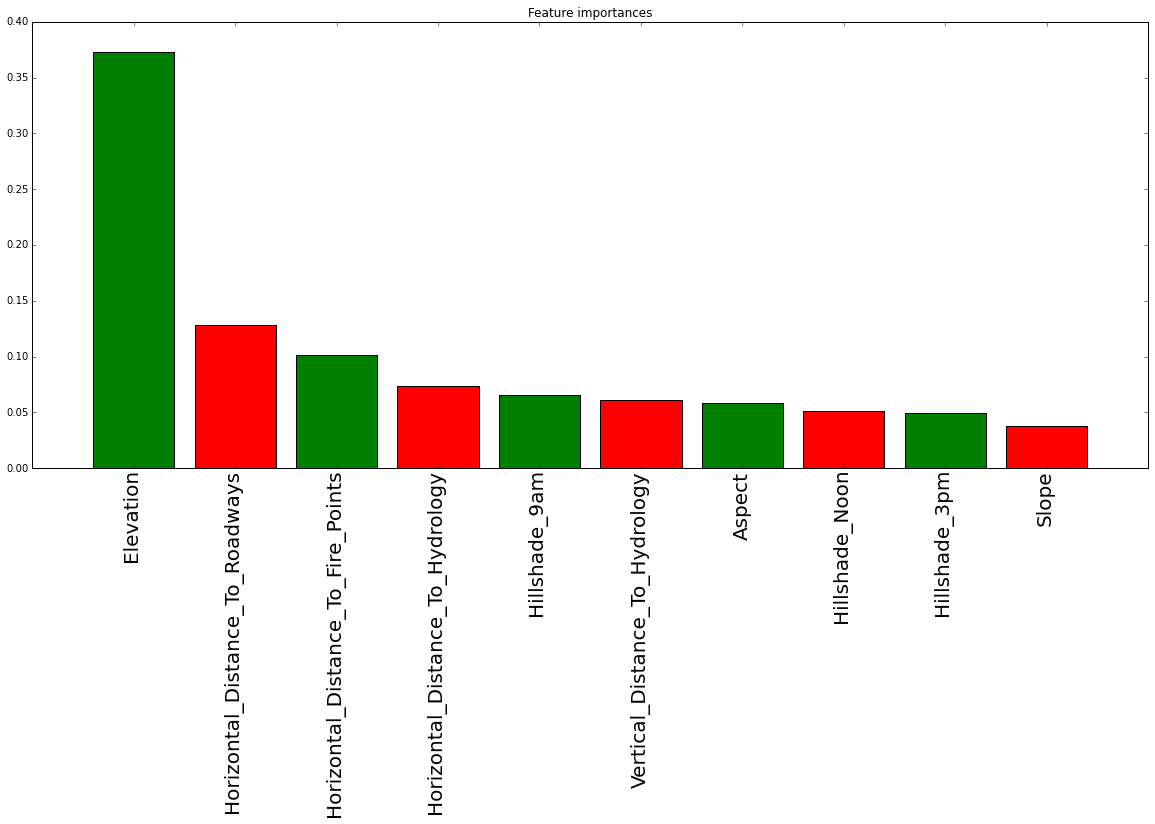 Feature importances
0.40
0.35
0.30
0.25
0.20
0.15
0.10
0.05
0.00
Elevation
Horizontal_Distance_To_Roadways
Horizontal_Distance_To_Fire_Points
Horizontal_Distance_To_Hydrology
Hillshade_9am
Vertical_Distance_To_Hydrology
Aspect
Hillshade_Noon
Hillshade_3pm
Slope